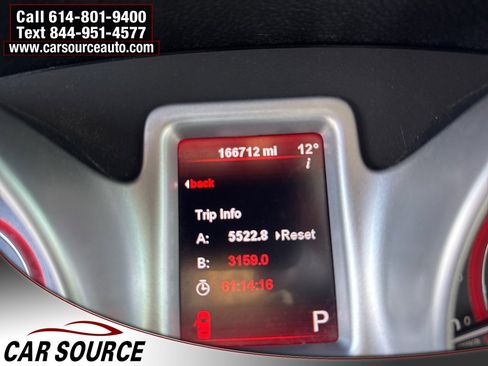 Call 614-801-9400
Text 844-951-4577
www.carsourceauto.com
166712 mi 12°
i
back
Trip Info
A: 5522.8 Reset
B: 3159.0
61:14:16
P
CAR SOURCE